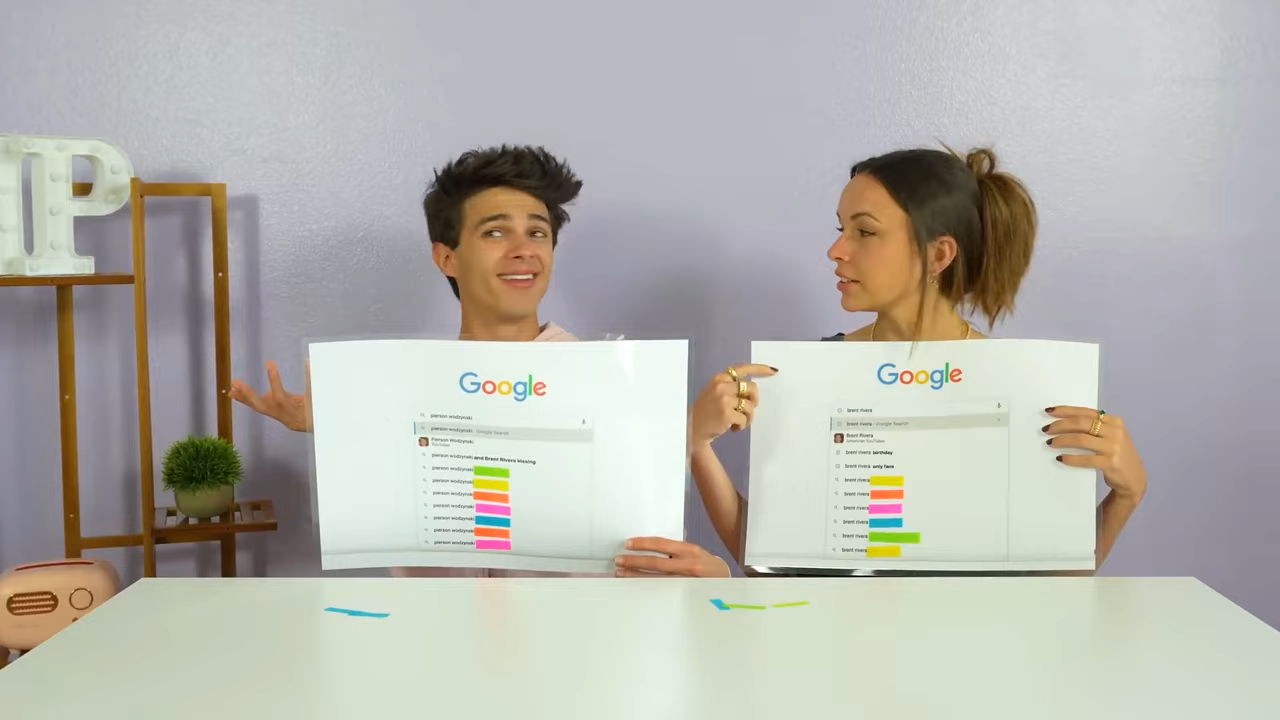 IP
Google
pierson wodzynski
pierson wodzynski - Google Search
Pierson Wodzynski
YouTuber
pierson wodzynski and Brent Rivera kissing
pierson wodzynski
pierson wodzynski
pierson wodzynski
pierson wodzynski
pierson wodzynski
pierson wodzynski
pierson wodzynski
Google
brent rivera
brent rivera - Google Search
Brent Rivera
American YouTuber
brent rivera birthday
brent rivera only fans
brent rivera
brent rivera
brent rivera
brent rivera
brent rivera
brent rivera